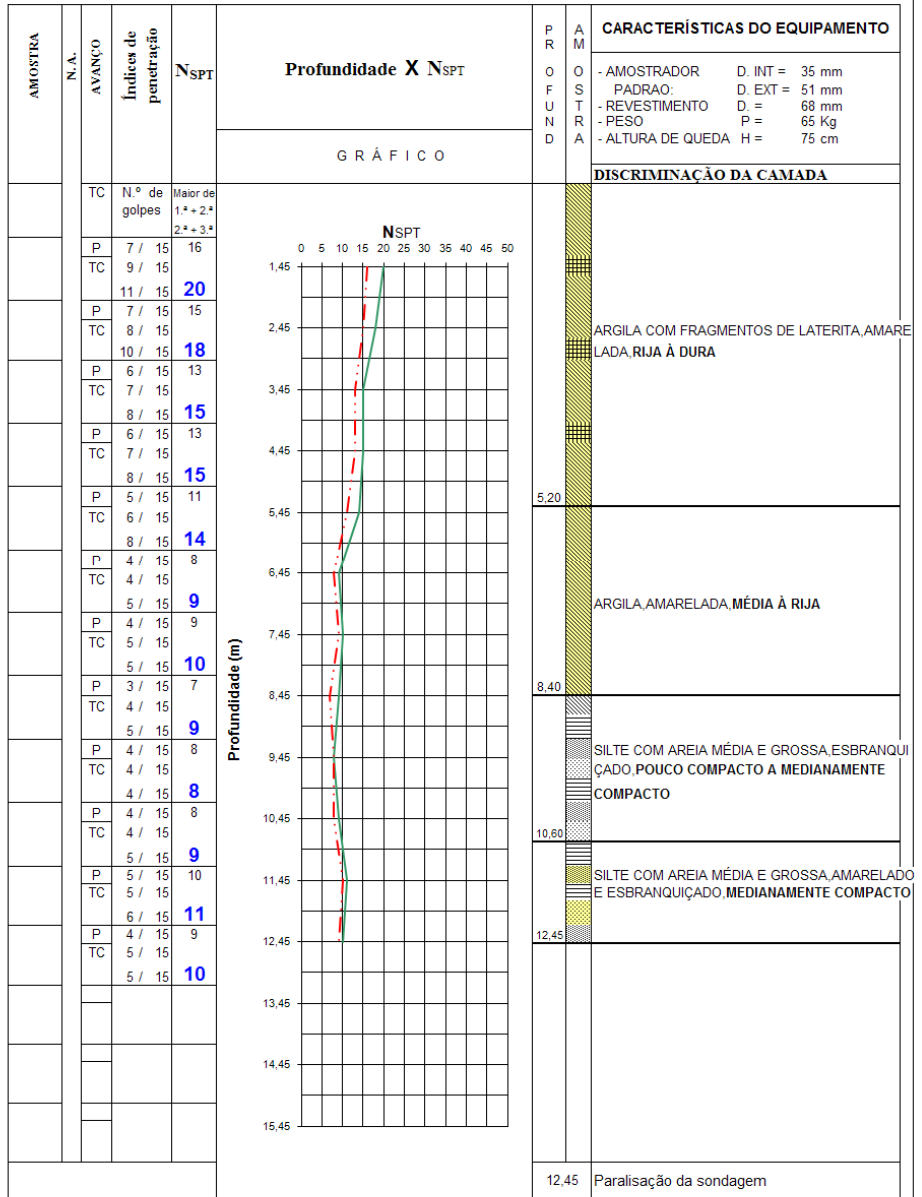 AMOSTRA
N. A.
AVANÇO
Índices de
penetração
NSPT
Profundidade X NSPT
GRÁFICO
PROFUND
AMOSTRA
CARACTERÍSTICAS DO EQUIPAMENTO
- AMOSTRADOR D. INT = 35 mm
PADRAO: D. EXT = 51 mm
- REVESTIMENTO D. = 68 mm
- PESO P = 65 Kg
- ALTURA DE QUEDA H = 75 cm
DISCRIMINAÇÃO DA CAMADA
TC N.º de Maior de
golpes 1.ª + 2.ª
2.ª + 3.ª
P 7 / 15 16
TC 9 / 15
11 / 15 20
P 7 / 15 15
TC 8 / 15
10 / 15 18
P 6 / 15 13
TC 7 / 15
8 / 15 15
P 6 / 15 13
TC 7 / 15
8 / 15 15
P 5 / 15 11
TC 6 / 15
8 / 15 14
P 4 / 15 8
TC 4 / 15
5 / 15 9
P 4 / 15 9
TC 5 / 15
5 / 15 10
P 3 / 15 7
TC 4 / 15
5 / 15 9
P 4 / 15 8
TC 4 / 15
4 / 15 8
P 4 / 15 8
TC 4 / 15
5 / 15 9
P 5 / 15 10
TC 5 / 15
6 / 15 11
P 4 / 15 9
TC 5 / 15
5 / 15 10
NSPT
0 5 10 15 20 25 30 35 40 45 50
Profundidade (m)
1,45
2,45
3,45
4,45
5,45
6,45
7,45
8,45
9,45
10,45
11,45
12,45
13,45
14,45
15,45
ARGILA COM FRAGMENTOS DE LATERITA,AMARE
LADA,RIJA À DURA
5,20
ARGILA,AMARELADA,MÉDIA À RIJA
8,40
SILTE COM AREIA MÉDIA E GROSSA,ESBRANQUI
ÇADO,POUCO COMPACTO A MEDIANAMENTE
COMPACTO
10,60
SILTE COM AREIA MÉDIA E GROSSA,AMARELADO
E ESBRANQUIÇADO,MEDIANAMENTE COMPACTO
12,45
12,45 Paralisação da sondagem